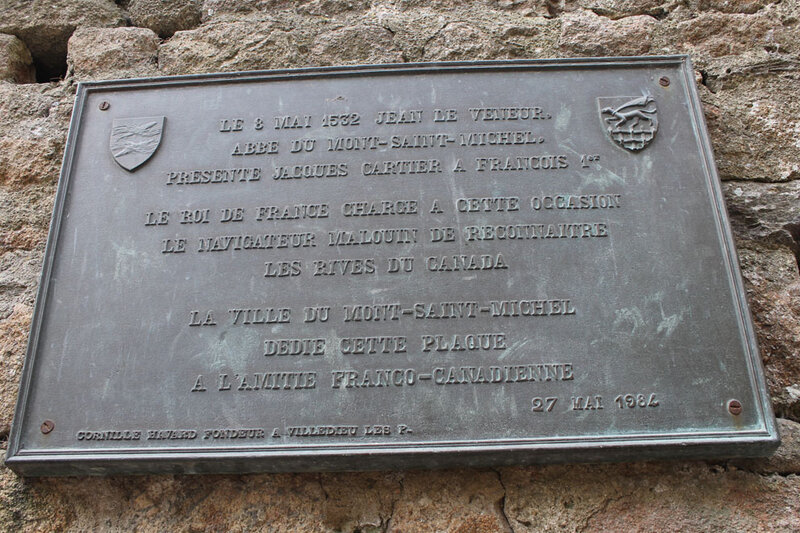 LE 8 MAI 1532 JEAN LE VENEUR.
ABBE DU MONT-SAINT-MICHEL.
PRESENTE JACQUES CARTIER A FRANCOIS 1er
LE ROI DE FRANCE CHARGE A CETTE OCCASION
LE NAVIGATEUR MALOUIN DE RECONNAITRE
LES RIVES DU CANADA
LA VILLE DU MONT-SAINT-MICHEL
DEDIE CETTE PLAQUE
A L'AMITIE FRANCO-CANADIENNE
27 MAI 1984
CORNILLE HAVARD FONDEUR A VILLEDIEU LES P.